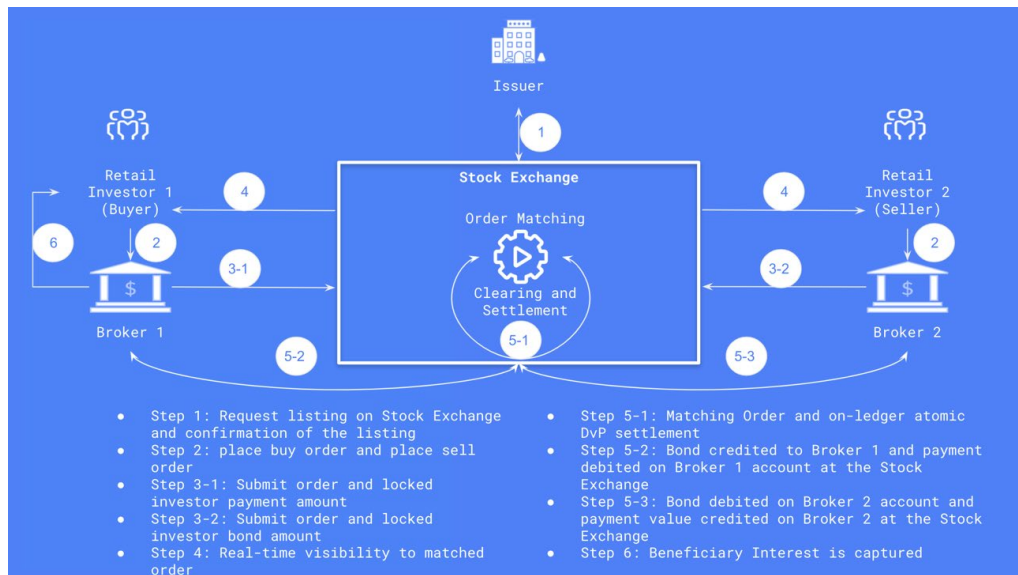 Issuer
1
Retail
Investor 1
(Buyer)
Retail
Investor 2
(Seller)
Stock Exchange
4
4
Order Matching
6
2
2
3-1
3-2
$
$
Clearing and
Settlement
Broker 1
Broker 2
5-1
5-2
5-3
● Step 1: Request listing on Stock Exchange
and confirmation of the listing
● Step 2: place buy order and place sell
order
● Step 3-1: Submit order and locked
investor payment amount
● Step 3-2: Submit order and locked
investor bond amount
● Step 4: Real-time visibility to matched
order
● Step 5-1: Matching Order and on-ledger atomic
DvP settlement
● Step 5-2: Bond credited to Broker 1 and payment
debited on Broker 1 account at the Stock
Exchange
● Step 5-3: Bond debited on Broker 2 account and
payment value credited on Broker 2 at the Stock
Exchange
● Step 6: Beneficiary Interest is captured